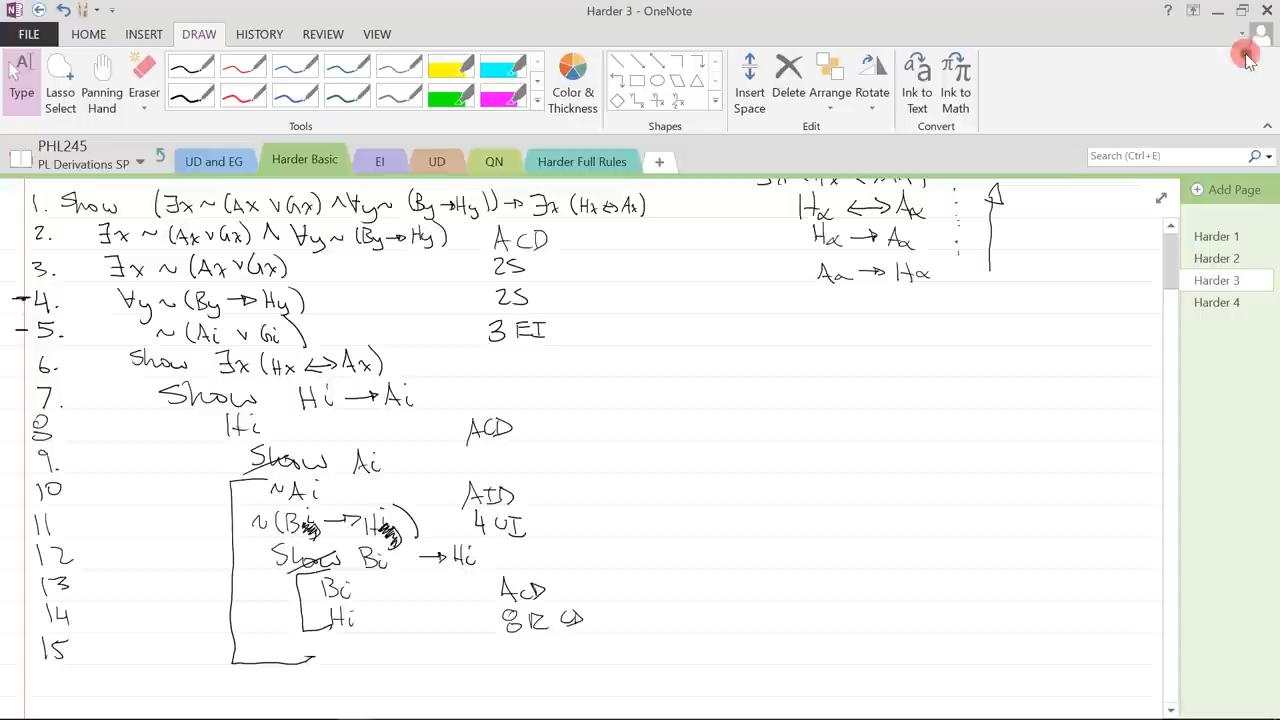 Harder 3 - OneNote
FILE HOME INSERT DRAW HISTORY REVIEW VIEW
Type
Lasso Select
Panning Hand
Eraser
Color & Thickness
Insert Space
Delete
Arrange
Rotate
Ink to Text
Ink to Math
Tools
Shapes
Edit
Convert
PHL245
PL Derivations SP
UD and EG
Harder Basic
EI
UD
QN
Harder Full Rules
Search (Ctrl+E)
Add Page
Harder 1
Harder 2
Harder 3
Harder 4
1. Show (∃x ~ (Ax ∨ Gx) ∧ ∀y ~ (By → Hy)) → ∃x (Hx ↔ Ax)
2. ∃x ~ (Ax ∨ Gx) ∧ ∀y ~ (By → Hy) ACD
3. ∃x ~ (Ax ∨ Gx) 2S
4. ∀y ~ (By → Hy) 2S
5. ~ (Ai ∨ Gi) 3 EI
6. Show ∃x (Hx ↔ Ax)
7. Show Hi → Ai
8 Hi ACD
9. Show Ai
10 ~Ai AID
11 ~ (Bi → Hi) 4 UI
12 Show Bi → Hi
13 Bi ACD
14 Hi 8R CD
15
Hα ↔ Aα
Hα → Aα
Aα → Hα